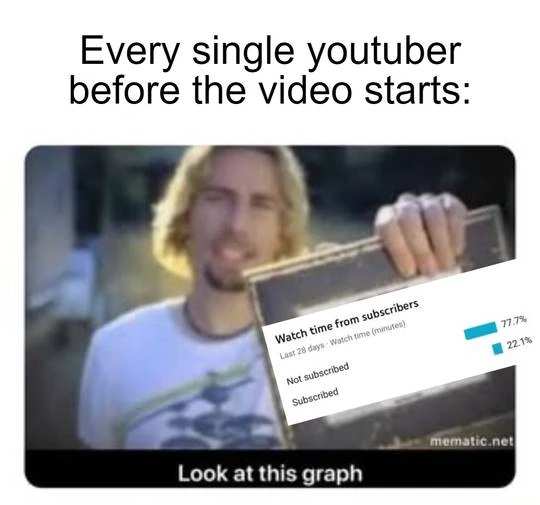 Every single youtuber
before the video starts:
Watch time from subscribers
Last 28 days · Watch time (minutes)
Not subscribed 77.7%
Subscribed 22.1%
mematic.net
Look at this graph